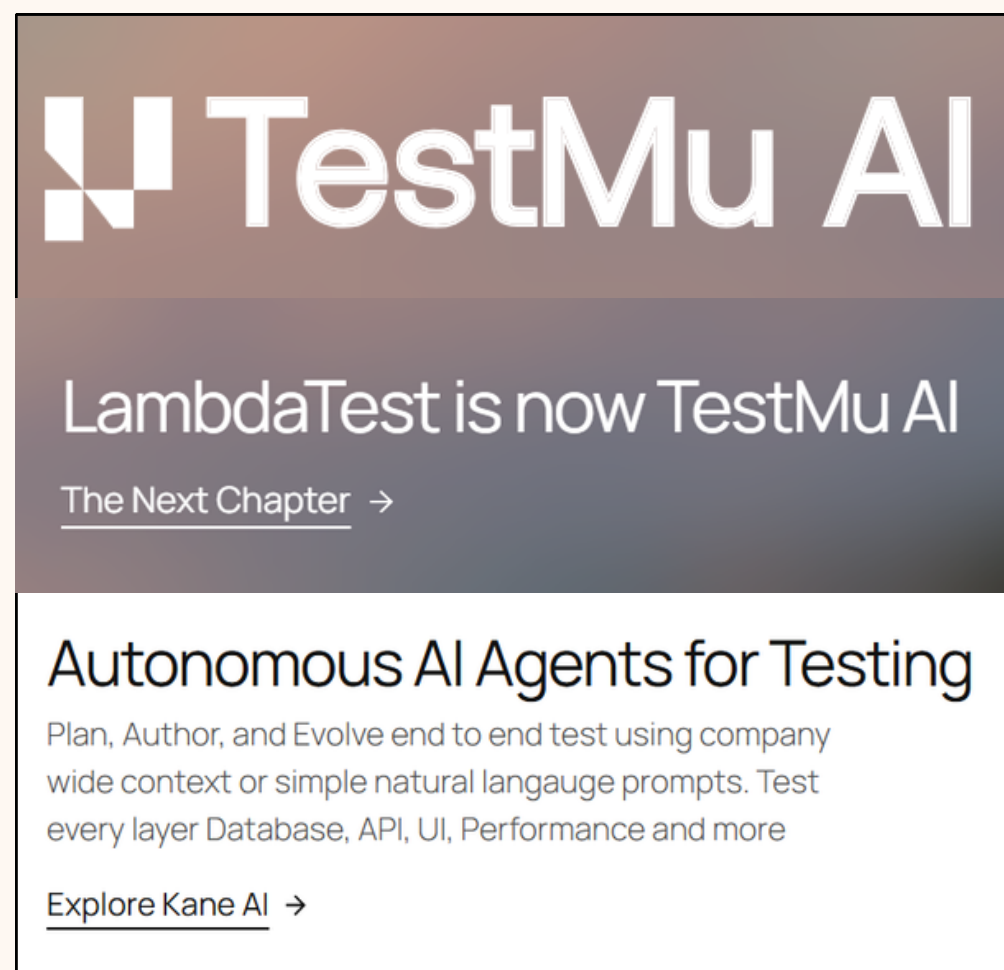 TestMu AI
LambdaTest is now TestMu AI
The Next Chapter →
Autonomous AI Agents for Testing
Plan, Author, and Evolve end to end test using company
wide context or simple natural langauge prompts. Test
every layer Database, API, UI, Performance and more
Explore Kane AI →